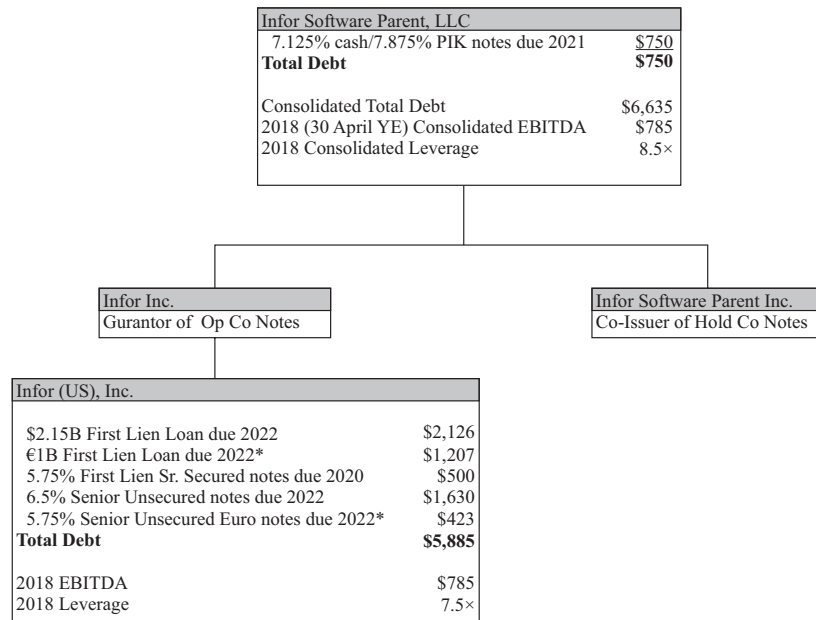 Infor Software Parent, LLC
7.125% cash/7.875% PIK notes due 2021 $750
Total Debt $750
Consolidated Total Debt $6,635
2018 (30 April YE) Consolidated EBITDA $785
2018 Consolidated Leverage 8.5×
Infor Inc.
Gurantor of Op Co Notes
Infor Software Parent Inc.
Co-Issuer of Hold Co Notes
Infor (US), Inc.
$2.15B First Lien Loan due 2022 $2,126
€1B First Lien Loan due 2022* $1,207
5.75% First Lien Sr. Secured notes due 2020 $500
6.5% Senior Unsecured notes due 2022 $1,630
5.75% Senior Unsecured Euro notes due 2022* $423
Total Debt $5,885
2018 EBITDA $785
2018 Leverage 7.5×